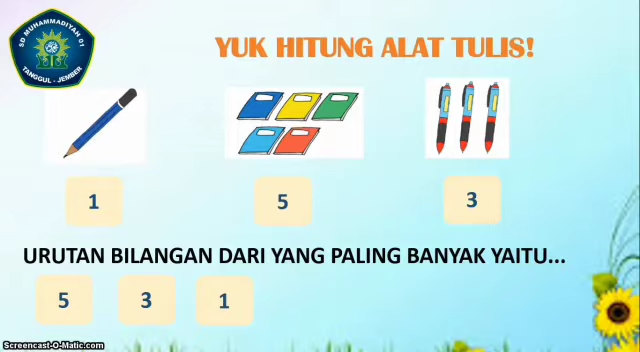 SD MUHAMMADIYAH 01
TANGGUL - JEMBER
YUK HITUNG ALAT TULIS!
1
5
3
URUTAN BILANGAN DARI YANG PALING BANYAK YAITU...
5
3
1
Screencast-O-Matic.com